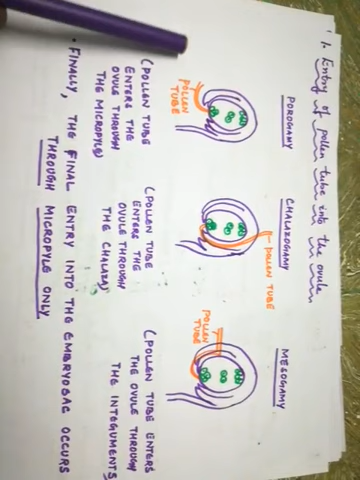 1. Entry of pollen tube into the ovule
POROGAMY
POLLEN
TUBE
(POLLEN TUBE
ENTERS THE
OVULE THROUGH
THE MICROPYLE)
CHALAZOGAMY
POLLEN TUBE
(POLLEN TUBE
ENTERS THE
OVULE THROUGH
THE CHALAZA)
MESOGAMY
POLLEN
TUBE
(POLLEN TUBE ENTERS
THE OVULE THROUGH
THE INTEGUMENTS)
• FINALLY, THE FINAL ENTRY INTO THE EMBRYOSAC OCCURS
THROUGH MICROPYLE ONLY